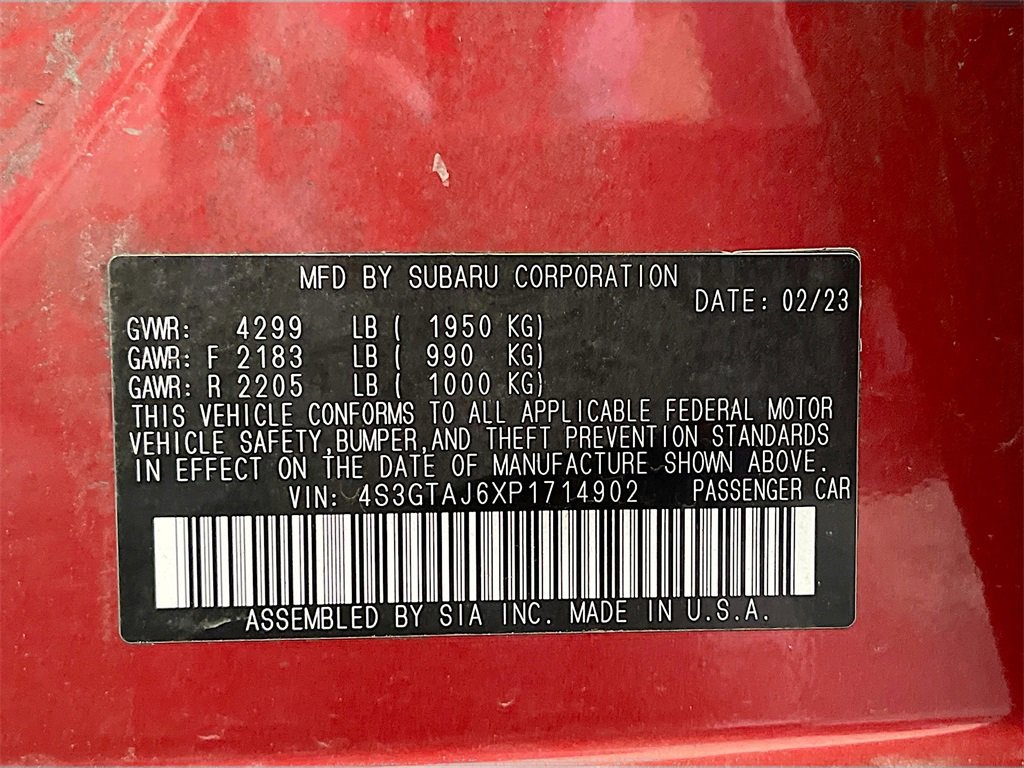 MFD BY SUBARU CORPORATION
DATE: 02/23
GVWR: 4299 LB ( 1950 KG)
GAWR: F 2183 LB ( 990 KG)
GAWR: R 2205 LB ( 1000 KG)
THIS VEHICLE CONFORMS TO ALL APPLICABLE FEDERAL MOTOR
VEHICLE SAFETY,BUMPER,AND THEFT PREVENTION STANDARDS
IN EFFECT ON THE DATE OF MANUFACTURE SHOWN ABOVE.
VIN: 4S3GTAJ6XP1714902 PASSENGER CAR
ASSEMBLED BY SIA INC. MADE IN U.S.A.